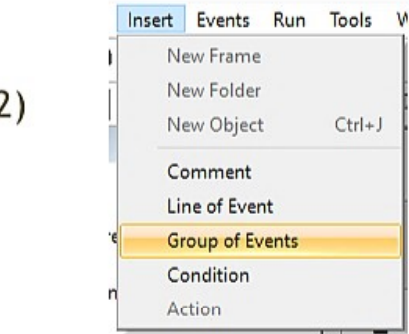 Insert Events Run Tools
2)
New Frame
New Folder
New Object Ctrl+J
Comment
Line of Event
Group of Events
Condition
Action